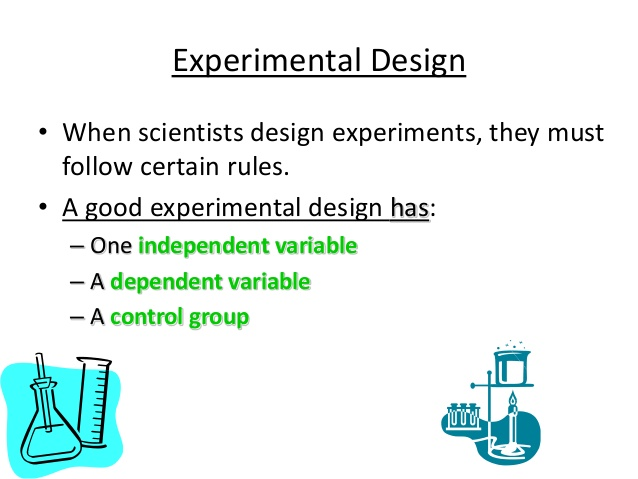 Experimental Design
• When scientists design experiments, they must
follow certain rules.
• A good experimental design has:
– One independent variable
– A dependent variable
– A control group